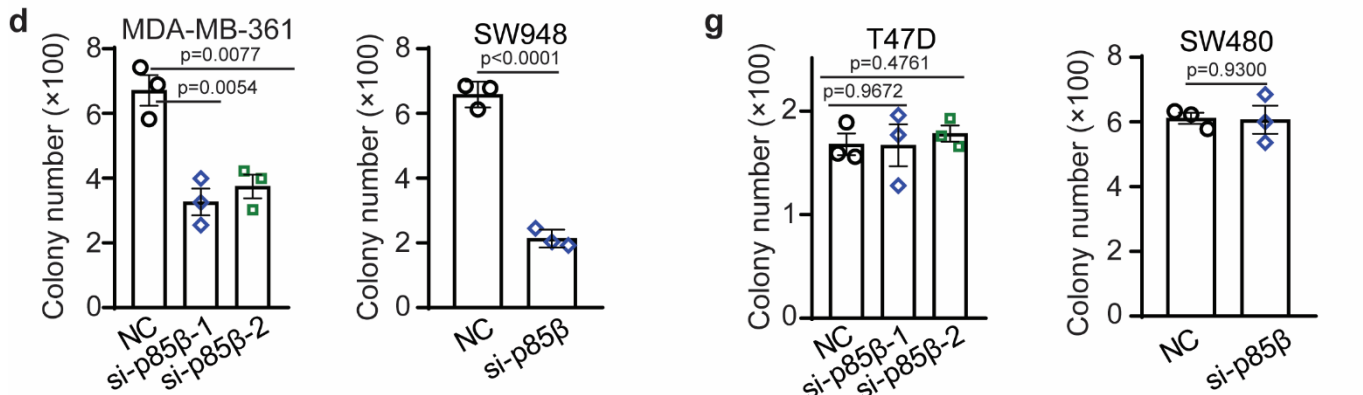 d
MDA-MB-361
p=0.0077
p=0.0054
Colony number (×100)
8
6
4
2
0
NC
si-p85β-1
si-p85β-2
SW948
p<0.0001
Colony number (×100)
8
6
4
2
0
NC
si-p85β
g
T47D
p=0.4761
p=0.9672
Colony number (×100)
2
1
0
NC
si-p85β-1
si-p85β-2
SW480
p=0.9300
Colony number (×100)
8
6
4
2
0
NC
si-p85β